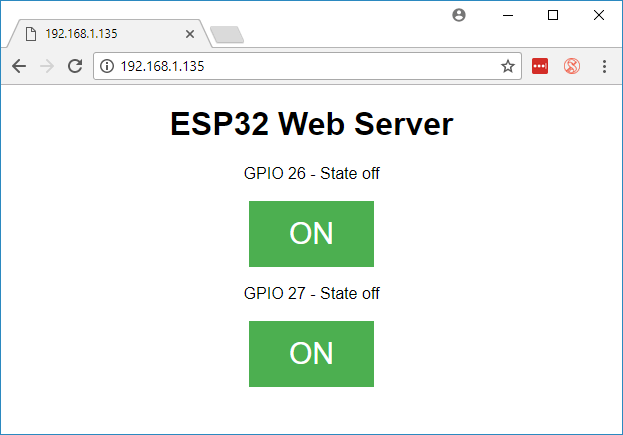 192.168.1.135
192.168.1.135
ESP32 Web Server
GPIO 26 - State off
ON
GPIO 27 - State off
ON